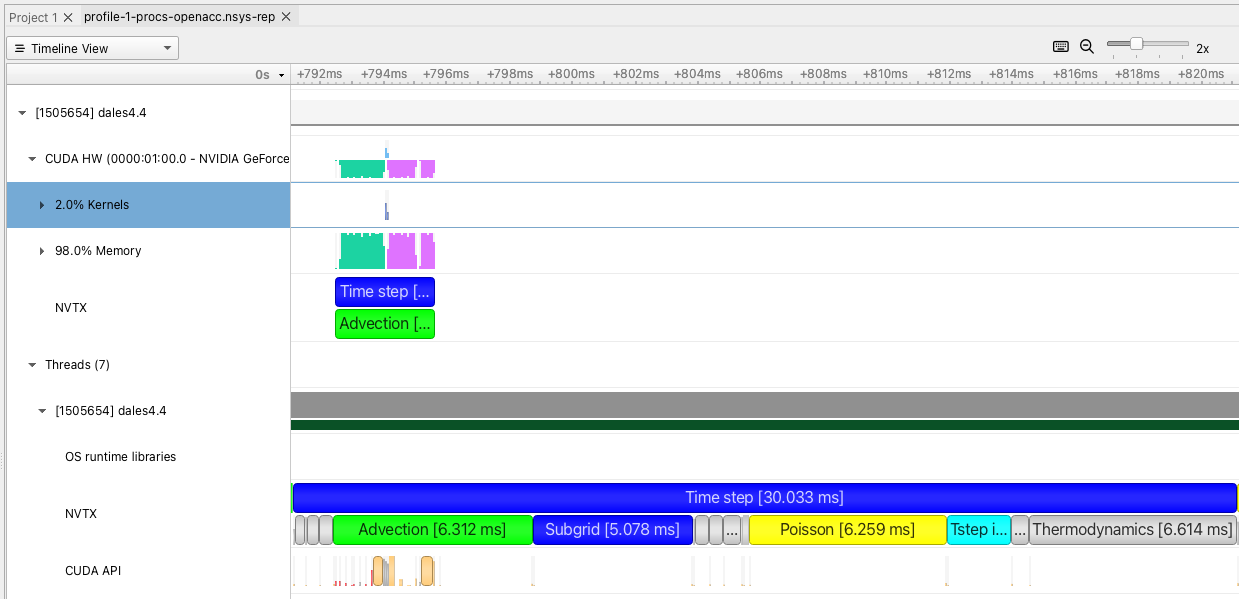 Project 1 profile-1-procs-openacc.nsys-rep
Timeline View 2x
0s +792ms +794ms +796ms +798ms +800ms +802ms +804ms +806ms +808ms +810ms +812ms +814ms +816ms +818ms +820ms
[1505654] dales4.4
CUDA HW (0000:01:00.0 - NVIDIA GeForce
2.0% Kernels
98.0% Memory
Time step [...
NVTX
Advection [...
Threads (7)
[1505654] dales4.4
OS runtime libraries
Time step [30.033 ms]
NVTX
Advection [6.312 ms] Subgrid [5.078 ms] ... Poisson [6.259 ms] Tstep i... ... Thermodynamics [6.614 ms]
CUDA API